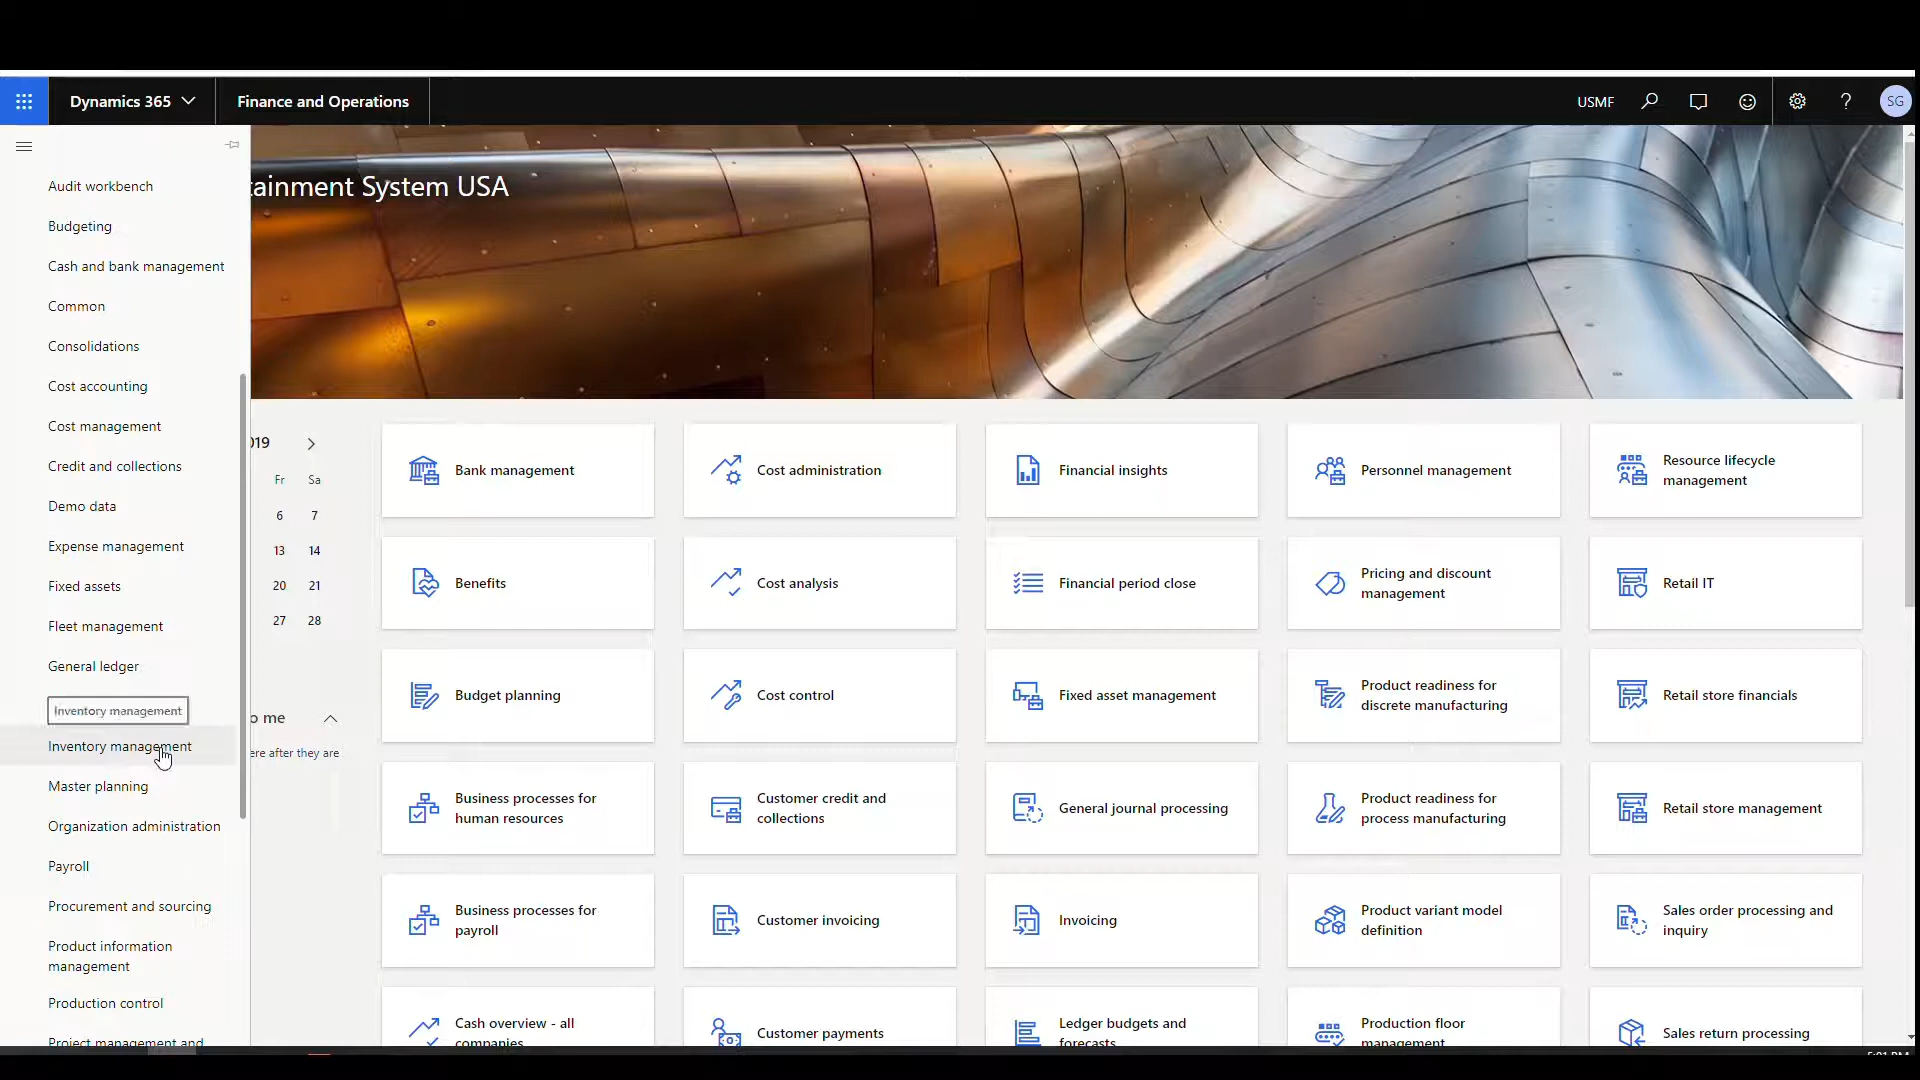 Dynamics 365
Finance and Operations
USMF
?
SG
tainment System USA
Audit workbench
Budgeting
Cash and bank management
Common
Consolidations
Cost accounting
Cost management
Credit and collections
Demo data
Expense management
Fixed assets
Fleet management
General ledger
Inventory management
Inventory management
Master planning
Organization administration
Payroll
Procurement and sourcing
Product information
management
Production control
Project management and
019
Fr Sa
6 7
13 14
20 21
27 28
o me
ere after they are
Bank management
Cost administration
Financial insights
Personnel management
Resource lifecycle
management
Benefits
Cost analysis
Financial period close
Pricing and discount
management
Retail IT
Budget planning
Cost control
Fixed asset management
Product readiness for
discrete manufacturing
Retail store financials
Business processes for
human resources
Customer credit and
collections
General journal processing
Product readiness for
process manufacturing
Retail store management
Business processes for
payroll
Customer invoicing
Invoicing
Product variant model
definition
Sales order processing and
inquiry
Cash overview - all
companies
Customer payments
Ledger budgets and
forecasts
Production floor
management
Sales return processing